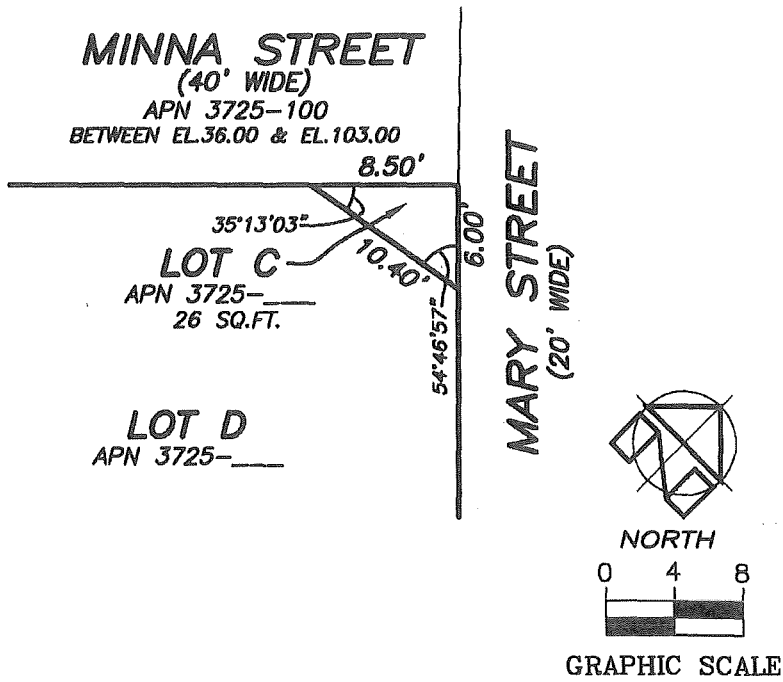 MINNA STREET
(40' WIDE)
APN 3725-100
BETWEEN EL.36.00 & EL.103.00
8.50'
35°13'03"
6.00'
10.40'
54°46'57"
LOT C
APN 3725-___
26 SQ.FT.
MARY STREET
(20' WIDE)
LOT D
APN 3725-___
NORTH
0 4 8
GRAPHIC SCALE